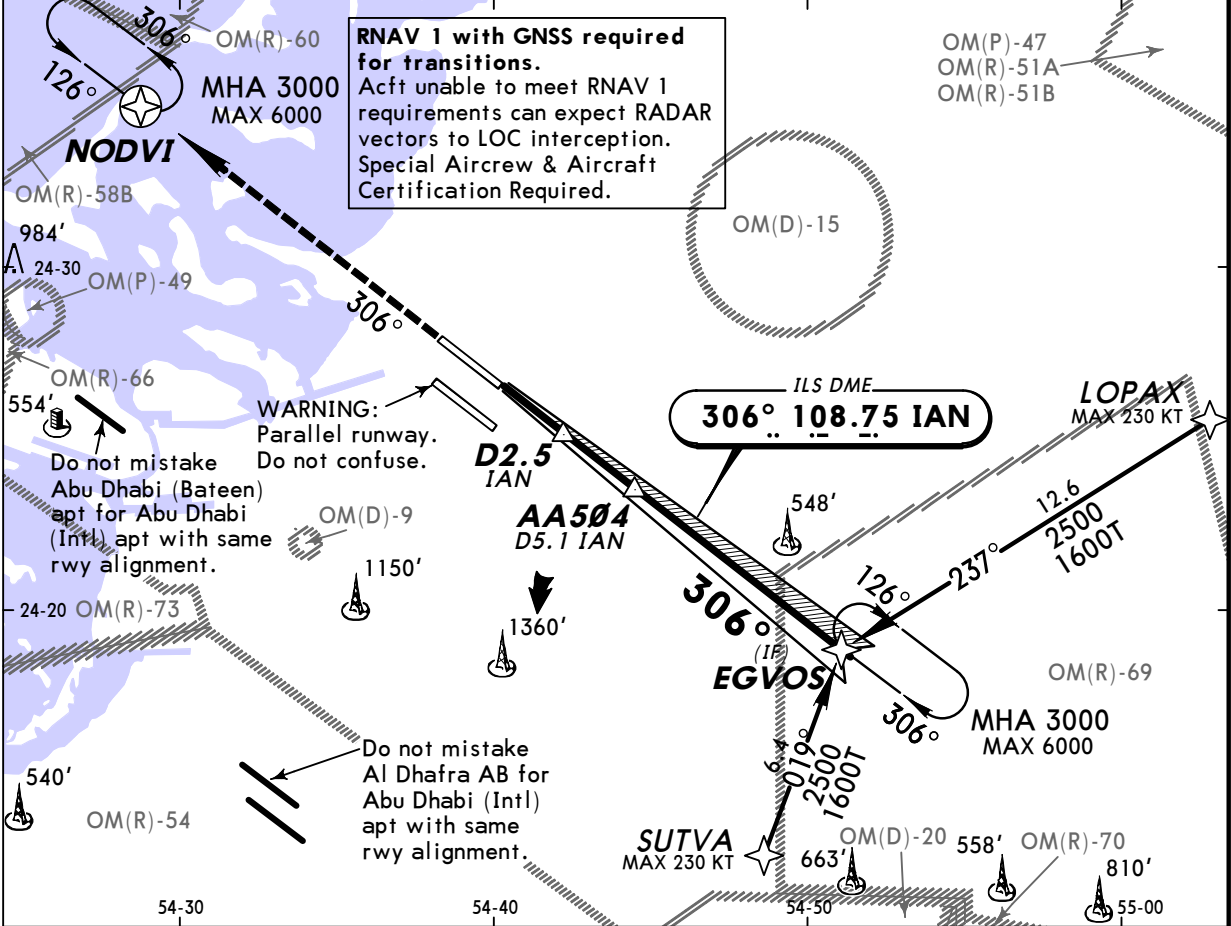 306°
OM(R)-60
126°
MHA 3000
MAX 6000
NODVI
RNAV 1 with GNSS required
for transitions.
Acft unable to meet RNAV 1
requirements can expect RADAR
vectors to LOC interception.
Special Aircrew & Aircraft
Certification Required.
OM(P)-47
OM(R)-51A
OM(R)-51B
OM(R)-58B
984'
24-30
OM(P)-49
OM(D)-15
306°
OM(R)-66
554'
WARNING:
Parallel runway.
Do not confuse.
ILS DME
306° 108.75 IAN
LOPAX
MAX 230 KT
Do not mistake
Abu Dhabi (Bateen)
apt for Abu Dhabi
(Intl) apt with same
rwy alignment.
D2.5
IAN
AA5Ø4
D5.1 IAN
OM(D)-9
548'
12.6
2500
1600T
237°
1150'
24-20
OM(R)-73
1360'
306°
126°
(IF)
EGVOS
OM(R)-69
306°
MHA 3000
MAX 6000
6.4
019°
2500
1600T
Do not mistake
Al Dhafra AB for
Abu Dhabi (Intl)
apt with same
rwy alignment.
540'
OM(R)-54
SUTVA
MAX 230 KT
663'
OM(D)-20
558'
OM(R)-70
810'
54-30
54-40
54-50
55-00